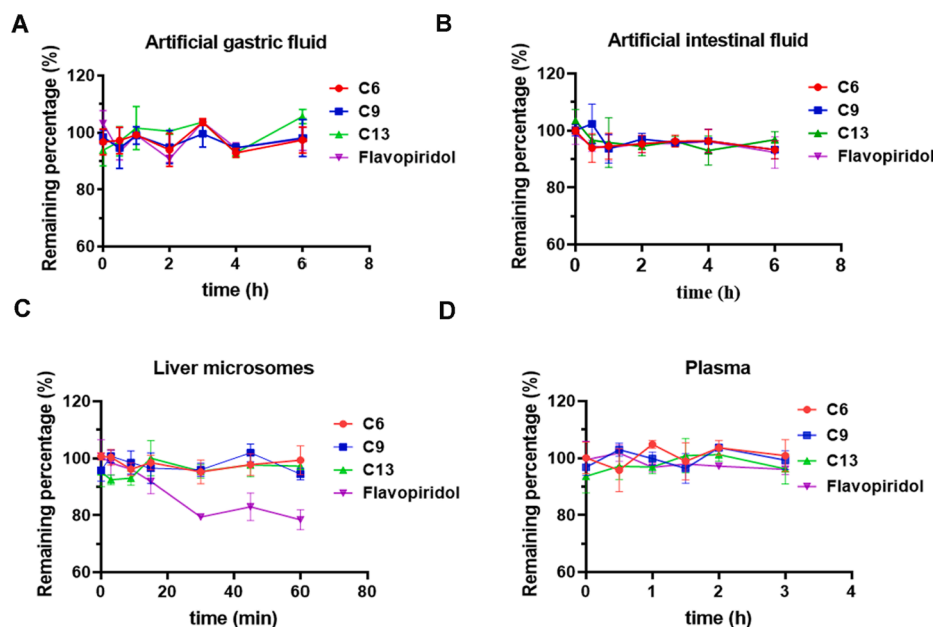 A
Artificial gastric fluid
Remaining percentage (%)
120
100
80
60
0
2
4
6
8
time (h)
C6
C9
C13
Flavopiridol
B
Artificial intestinal fluid
Remaining percentage (%)
120
100
80
60
0
2
4
6
8
time (h)
C6
C9
C13
Flavopiridol
C
Liver microsomes
Remaining percentage (%)
120
100
80
60
0
20
40
60
80
time (min)
C6
C9
C13
Flavopiridol
D
Plasma
Remaining percentage (%)
120
100
80
60
0
1
2
3
4
time (h)
C6
C9
C13
Flavopiridol